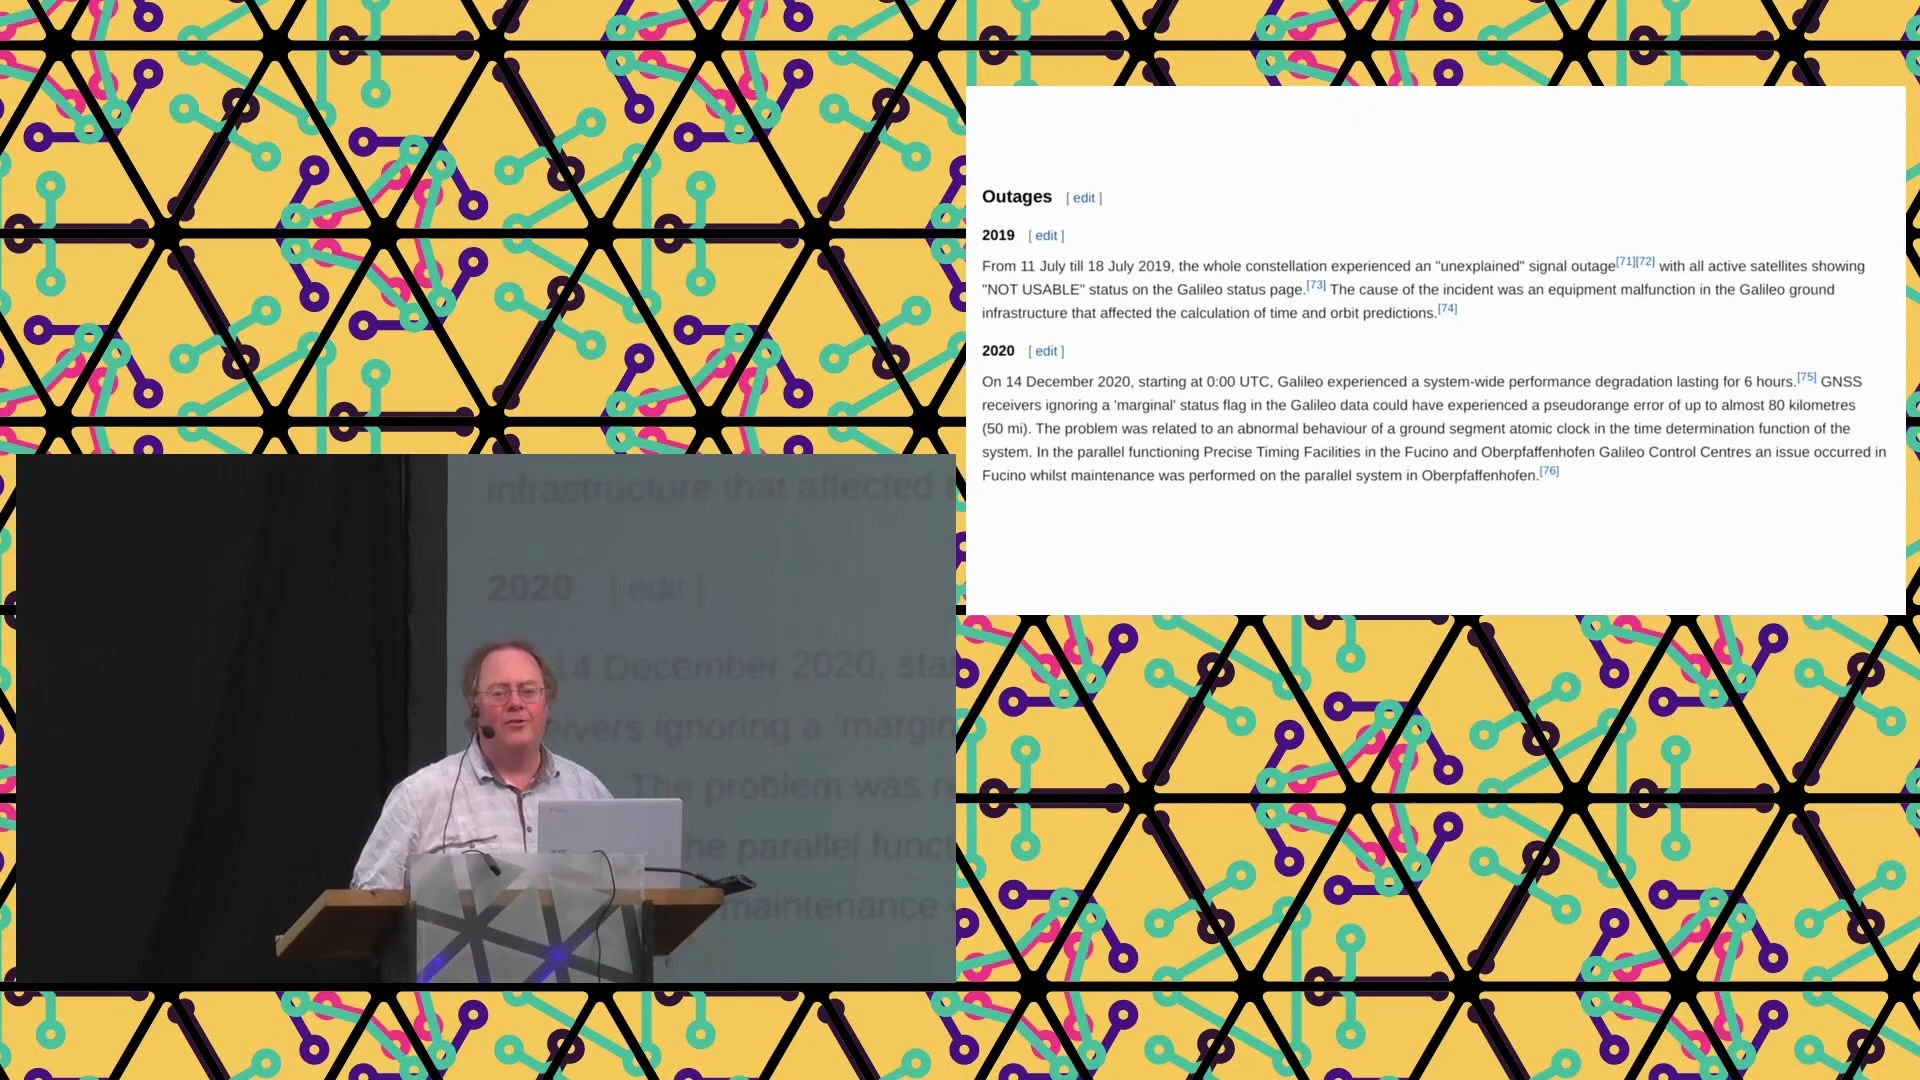 Outages [ edit ]
2019 [ edit ]
From 11 July till 18 July 2019, the whole constellation experienced an "unexplained" signal outage[71][72] with all active satellites showing
"NOT USABLE" status on the Galileo status page.[73] The cause of the incident was an equipment malfunction in the Galileo ground
infrastructure that affected the calculation of time and orbit predictions.[74]
2020 [ edit ]
On 14 December 2020, starting at 0:00 UTC, Galileo experienced a system-wide performance degradation lasting for 6 hours.[75] GNSS
receivers ignoring a 'marginal' status flag in the Galileo data could have experienced a pseudorange error of up to almost 80 kilometres
(50 mi). The problem was related to an abnormal behaviour of a ground segment atomic clock in the time determination function of the
system. In the parallel functioning Precise Timing Facilities in the Fucino and Oberpfaffenhofen Galileo Control Centres an issue occurred in
Fucino whilst maintenance was performed on the parallel system in Oberpfaffenhofen.[76]
infrastructure that affected
2020 [ edit ]
14 December 2020, sta
ivers ignoring a 'margin
The problem was re
he parallel funct
maintenance